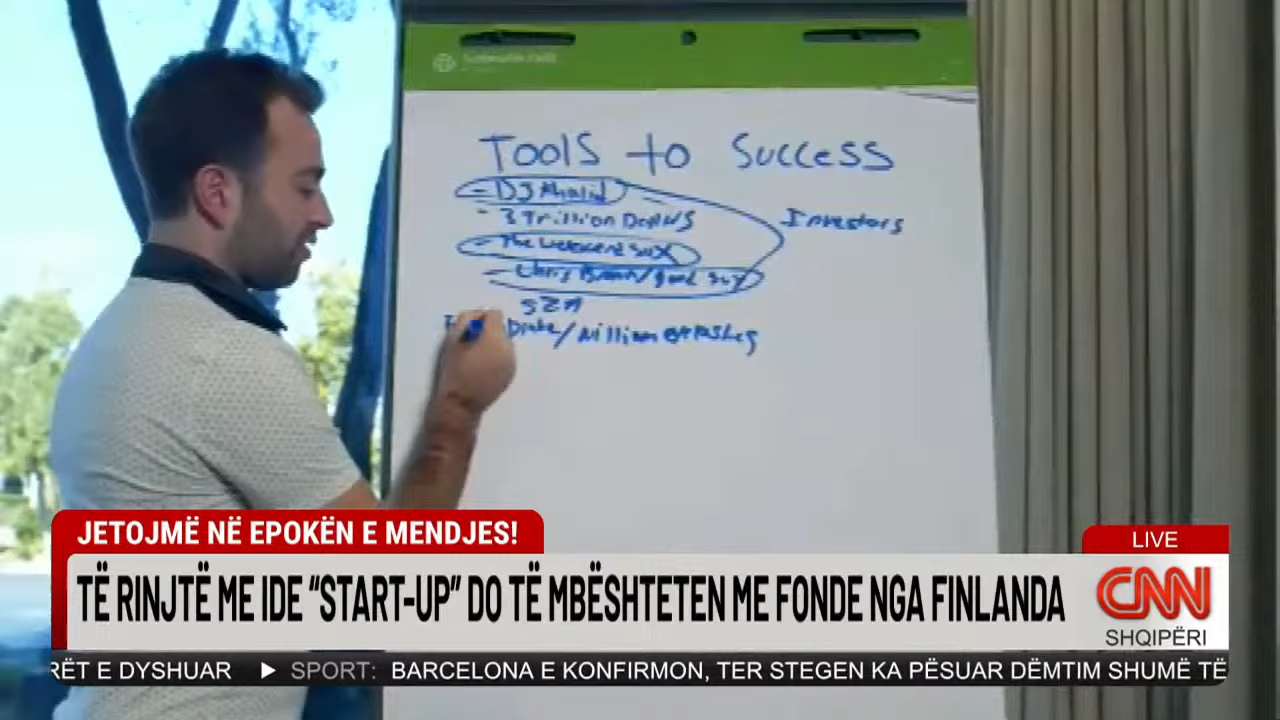 Tools to Success
- DJ Khalid
- 3 Trillion
Investors
- The
- Chris
SZA
Drake/
JETOJMË NË EPOKËN E MENDJES!
LIVE
TË RINJTË ME IDE “START-UP” DO TË MBËSHTETEN ME FONDE NGA FINLANDA
CNN
SHQIPËRI
RËT E DYSHUAR ▶ SPORT: BARCELONA E KONFIRMON, TER STEGEN KA PËSUAR DËMTIM SHUMË TË